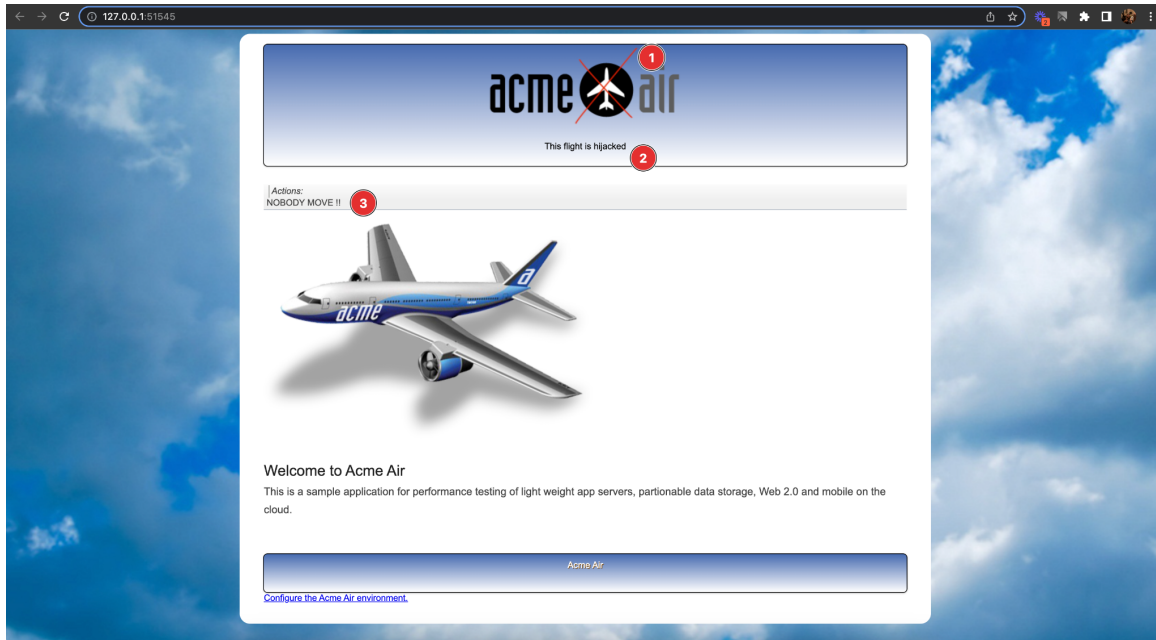 127.0.0.1:51545
2
1
acme air
This flight is hijacked
2
Actions:
NOBODY MOVE !!
3
a
acme
Welcome to Acme Air
This is a sample application for performance testing of light weight app servers, partionable data storage, Web 2.0 and mobile on the
cloud.
Acme Air
Configure the Acme Air environment.